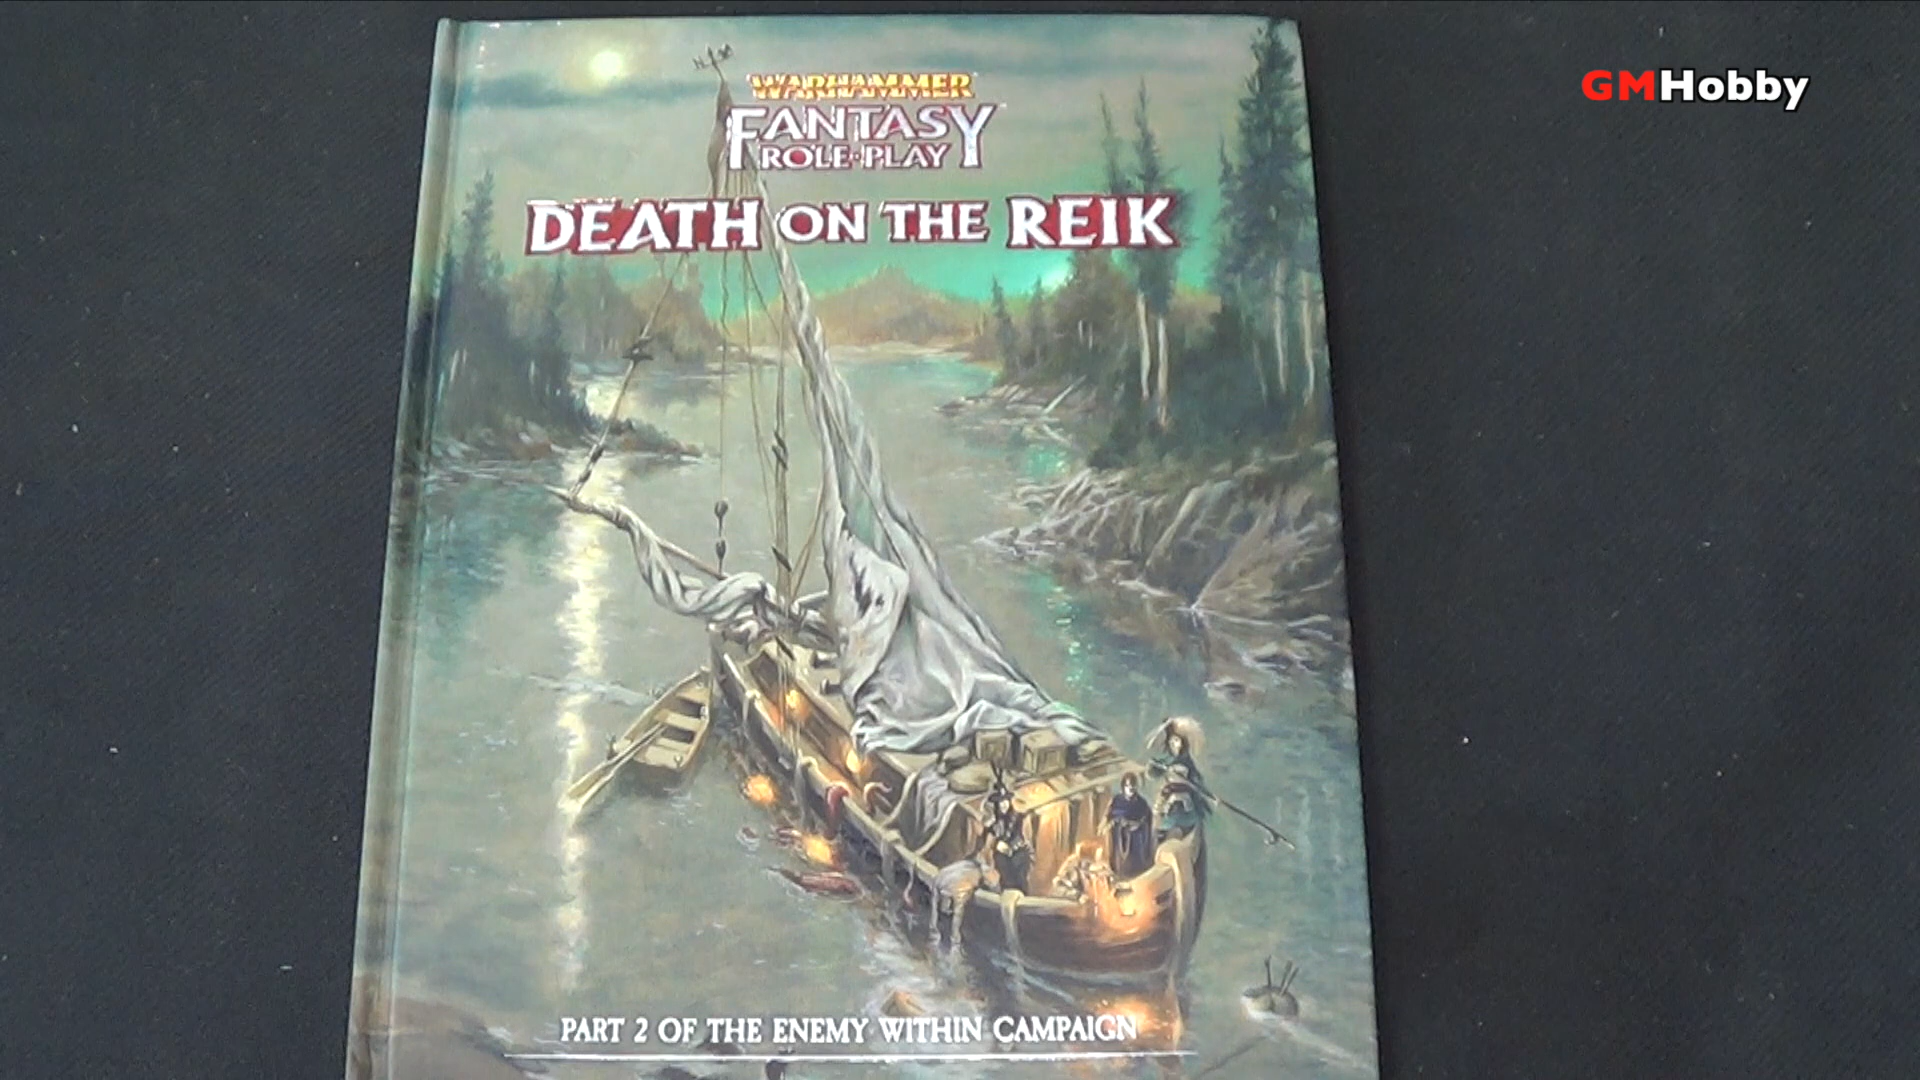 GMHobby
WARHAMMER
FANTASY
ROLE·PLAY
DEATH ON THE REIK
PART 2 OF THE ENEMY WITHIN CAMPAIGN